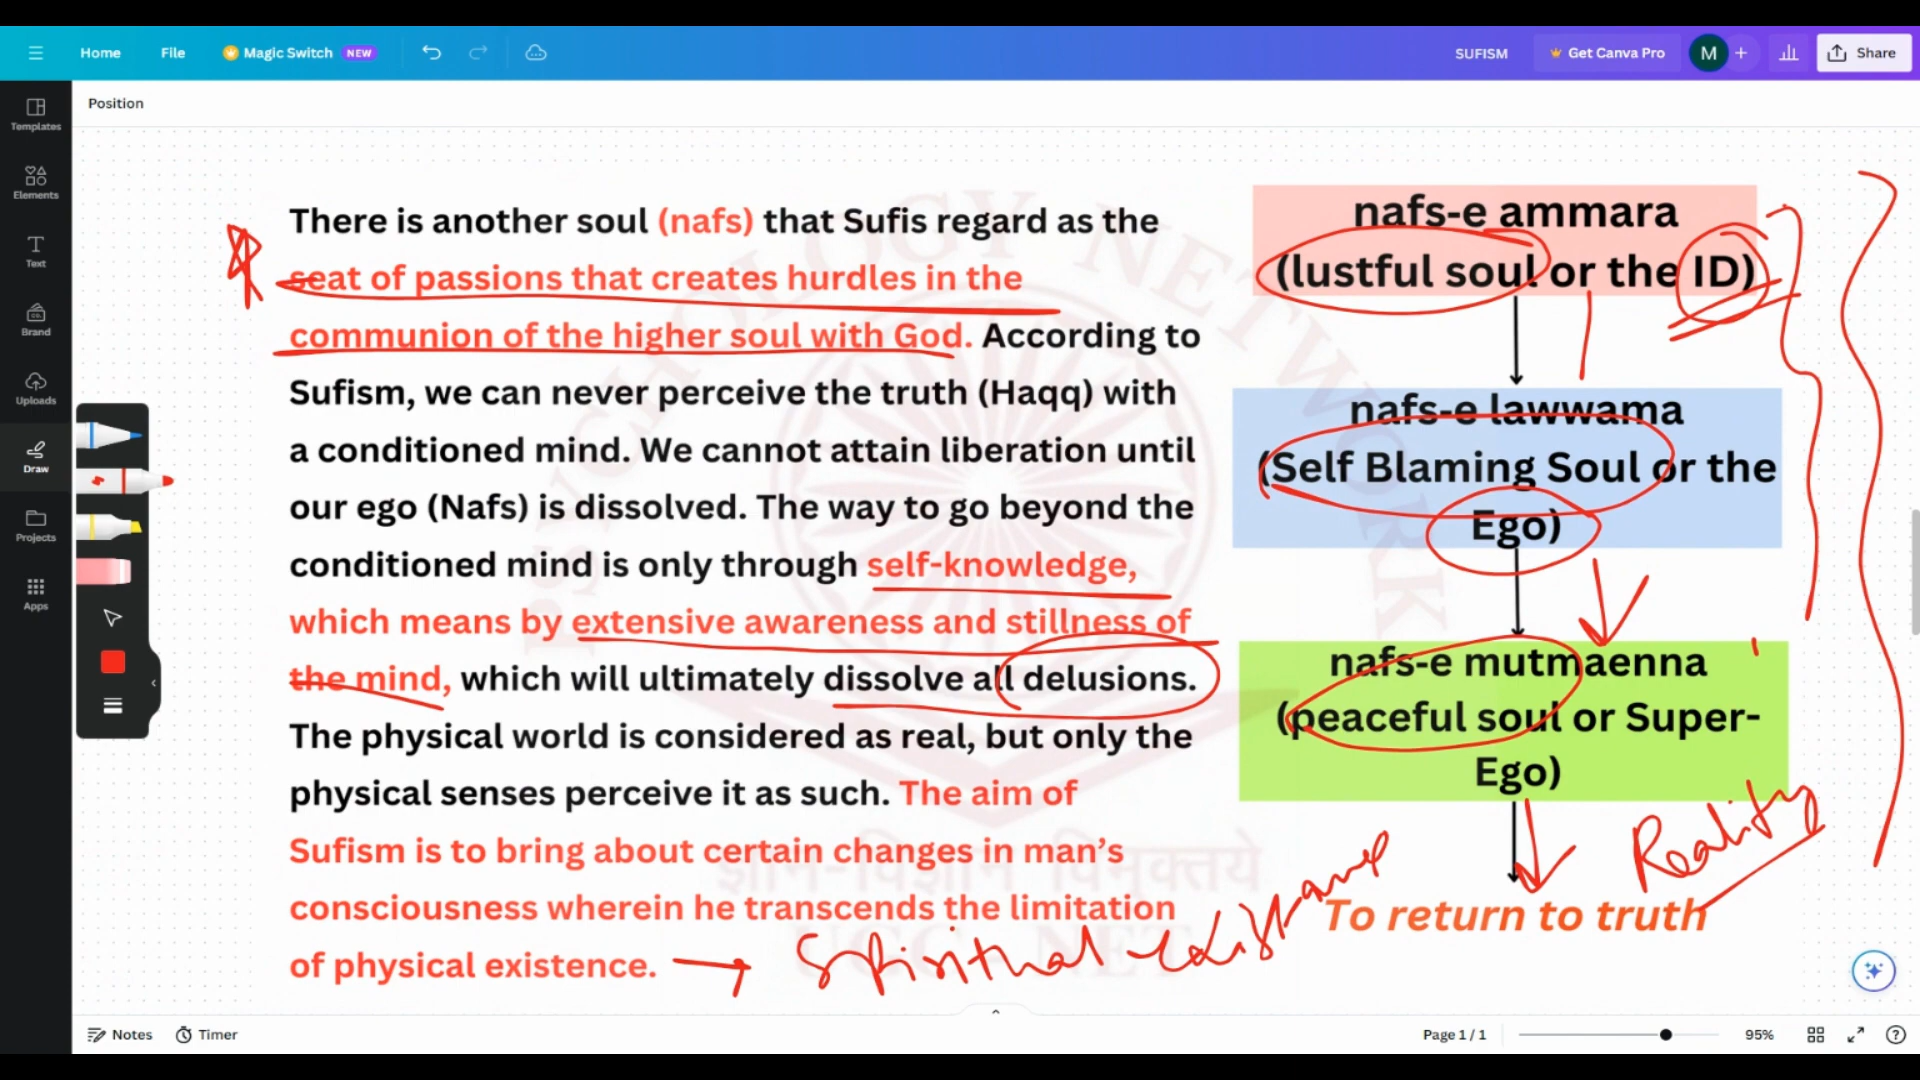 Home File Magic Switch NEW SUFISM Get Canva Pro M + Share
Position
Templates
Elements
Text
Brand
Uploads
Draw
Projects
Apps
There is another soul (nafs) that Sufis regard as the
seat of passions that creates hurdles in the
communion of the higher soul with God. According to
Sufism, we can never perceive the truth (Haqq) with
a conditioned mind. We cannot attain liberation until
our ego (Nafs) is dissolved. The way to go beyond the
conditioned mind is only through self-knowledge,
which means by extensive awareness and stillness of
the mind, which will ultimately dissolve all delusions.
The physical world is considered as real, but only the
physical senses perceive it as such. The aim of
Sufism is to bring about certain changes in man's
consciousness wherein he transcends the limitation
of physical existence.
Spiritual existance
nafs-e ammara
(lustful soul or the ID)
nafs-e lawwama
(Self Blaming Soul or the
Ego)
nafs-e mutmaenna
(peaceful soul or Super-
Ego)
Reality
To return to truth
PSYCHOLOGY NETWORK
ज्ञान-विज्ञान विमुक्तये
UGC NET
Notes Timer Page 1 / 1 95%